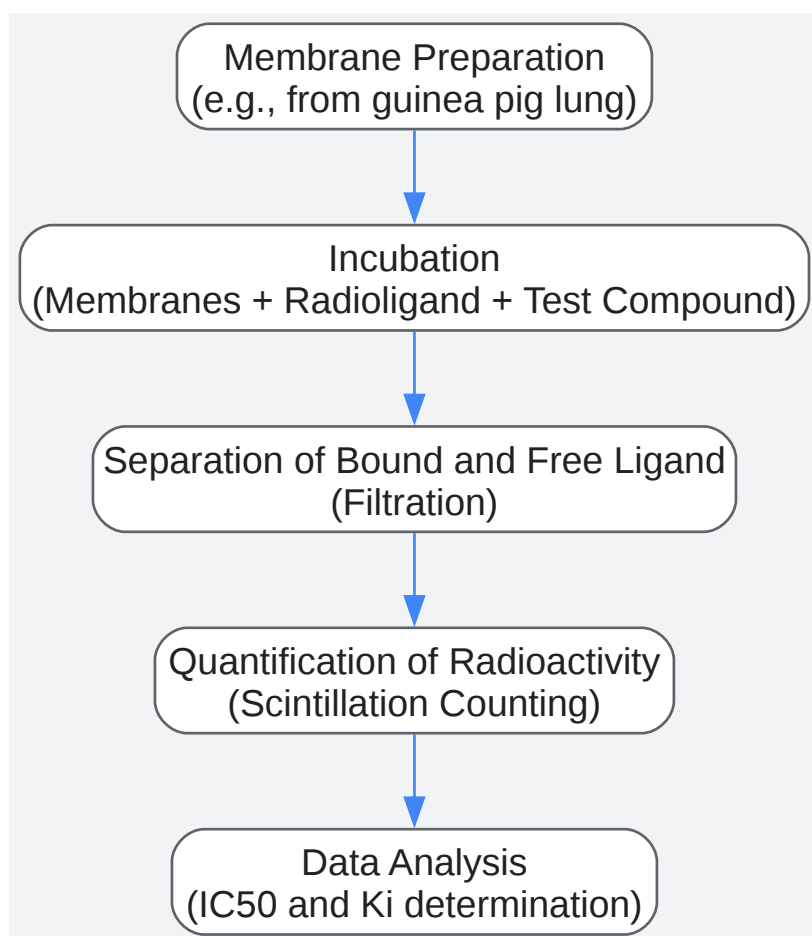 Membrane Preparation
(e.g., from guinea pig lung)
Incubation
(Membranes + Radioligand + Test Compound)
Separation of Bound and Free Ligand
(Filtration)
Quantification of Radioactivity
(Scintillation Counting)
Data Analysis
(IC50 and Ki determination)